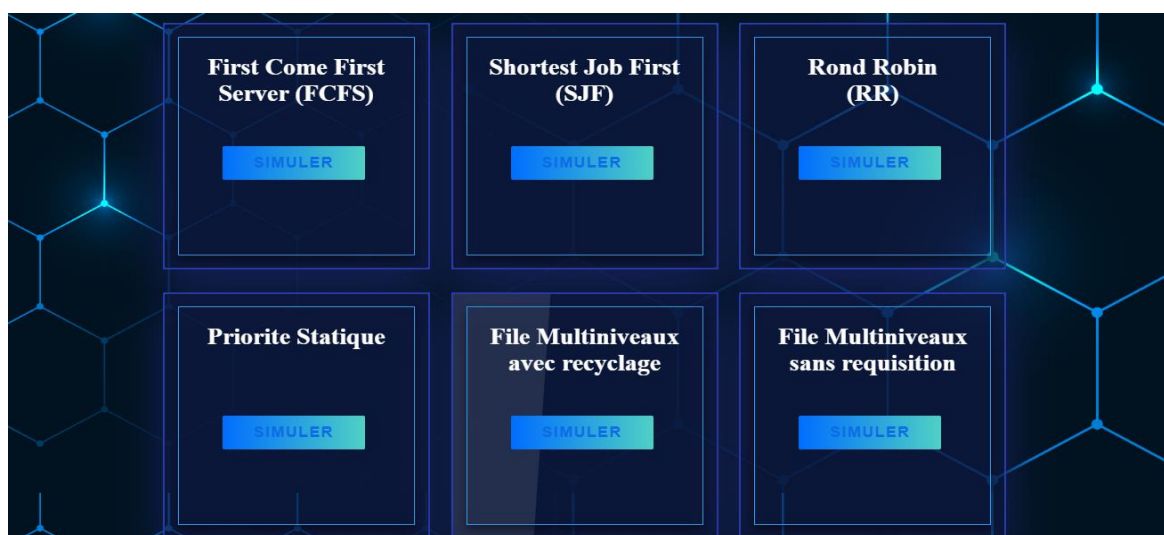 First Come First
Server (FCFS)
SIMULER
Shortest Job First
(SJF)
SIMULER
Rond Robin
(RR)
SIMULER
Priorite Statique
SIMULER
File Multiniveaux
avec recyclage
SIMULER
File Multiniveaux
sans requisition
SIMULER